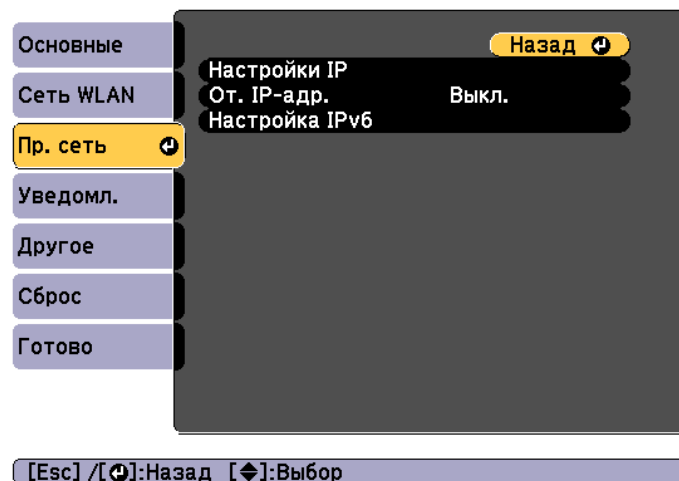 Основные
Сеть WLAN
Пр. сеть
Уведомл.
Другое
Сброс
Готово
Назад
Настройки IP
От. IP-адр. Выкл.
Настройка IPv6
[Esc] /[ ]:Назад [ ]:Выбор